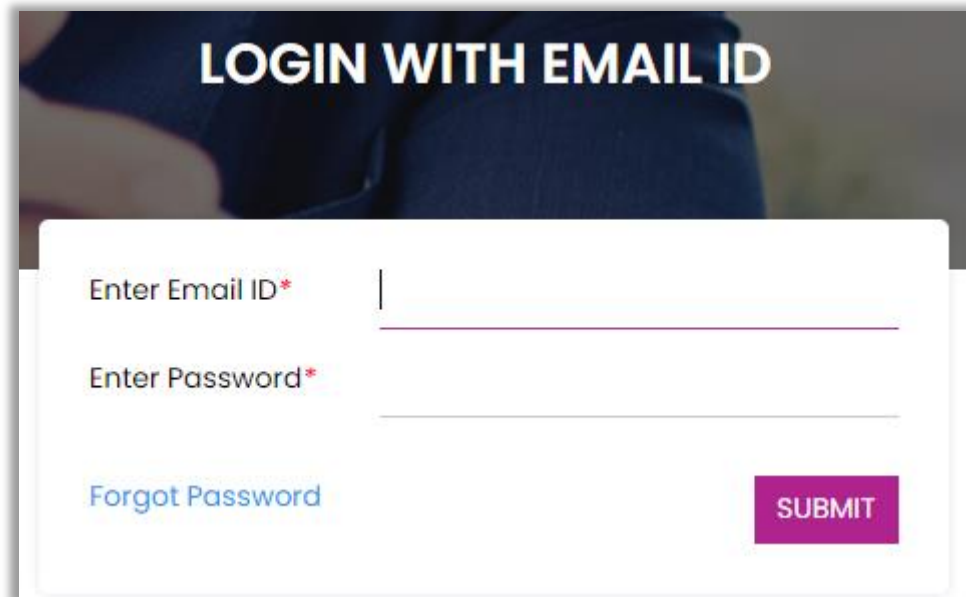 LOGIN WITH EMAIL ID
Enter Email ID*
Enter Password*
Forgot Password
SUBMIT